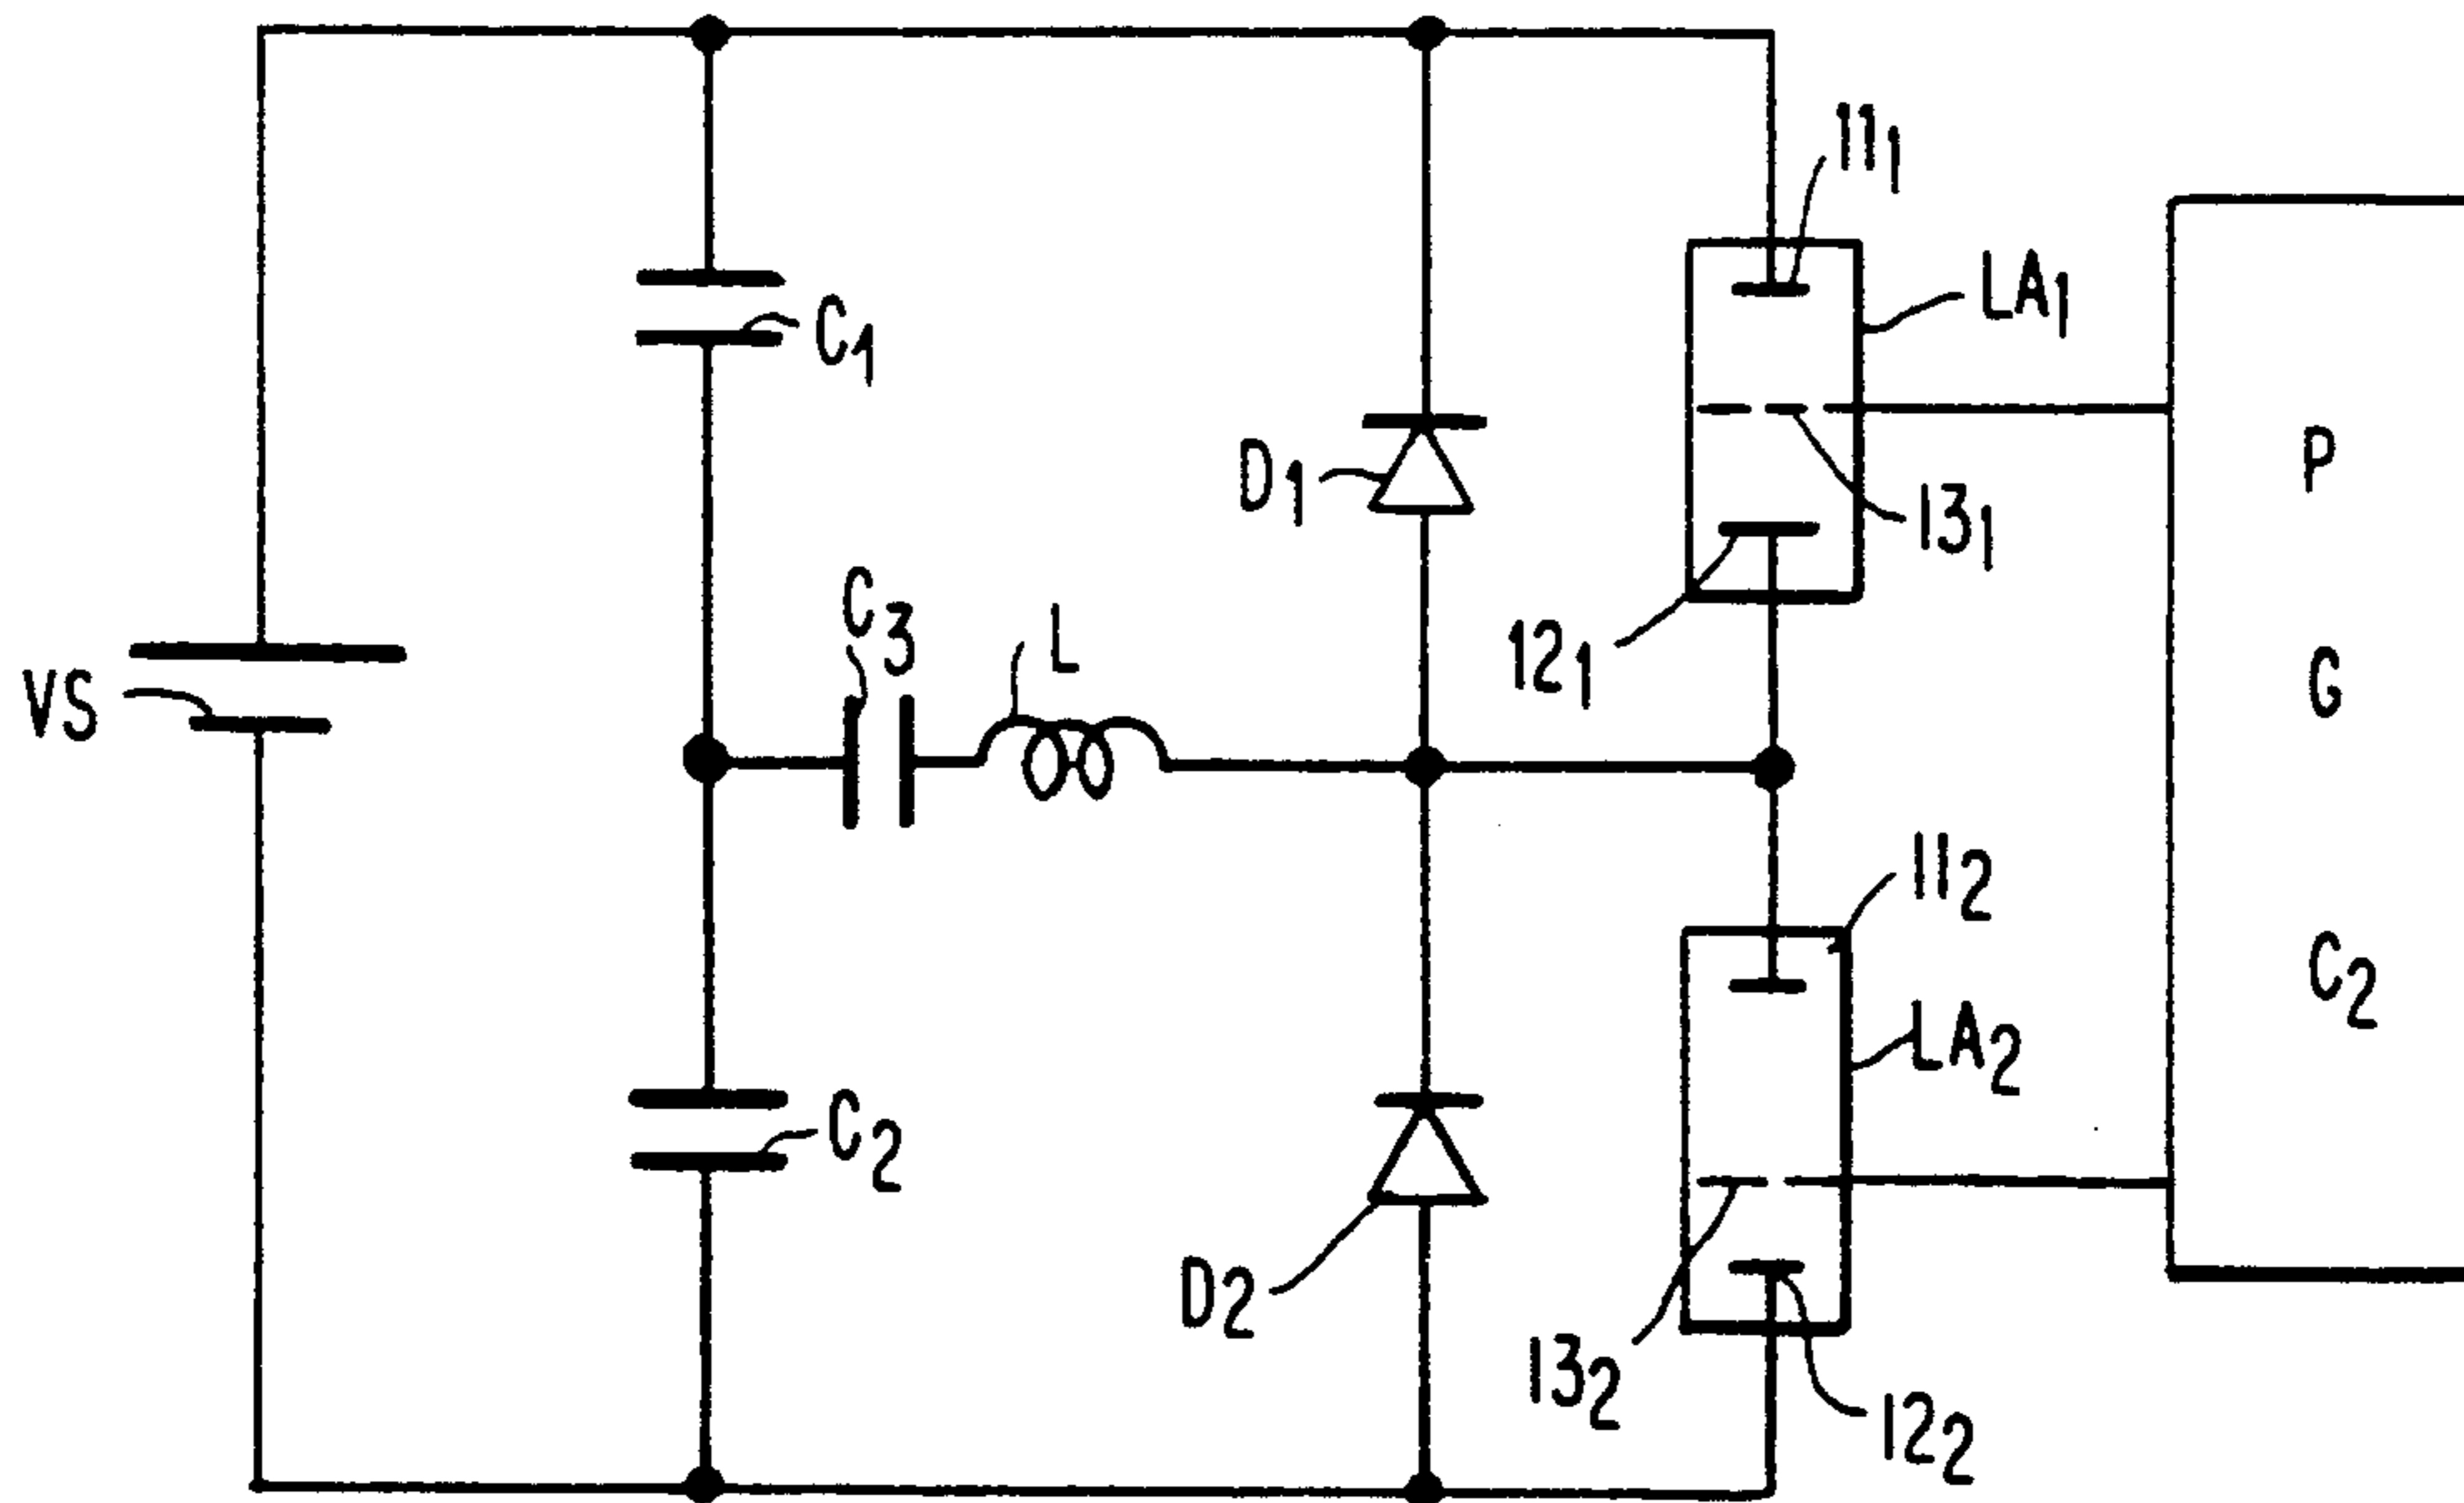 11₁
LA₁
C₁
P
D₁
13₁
C₃
L
12₁
VS
G
11₂
C₂
LA₂
C₂
D₂
13₂
12₂